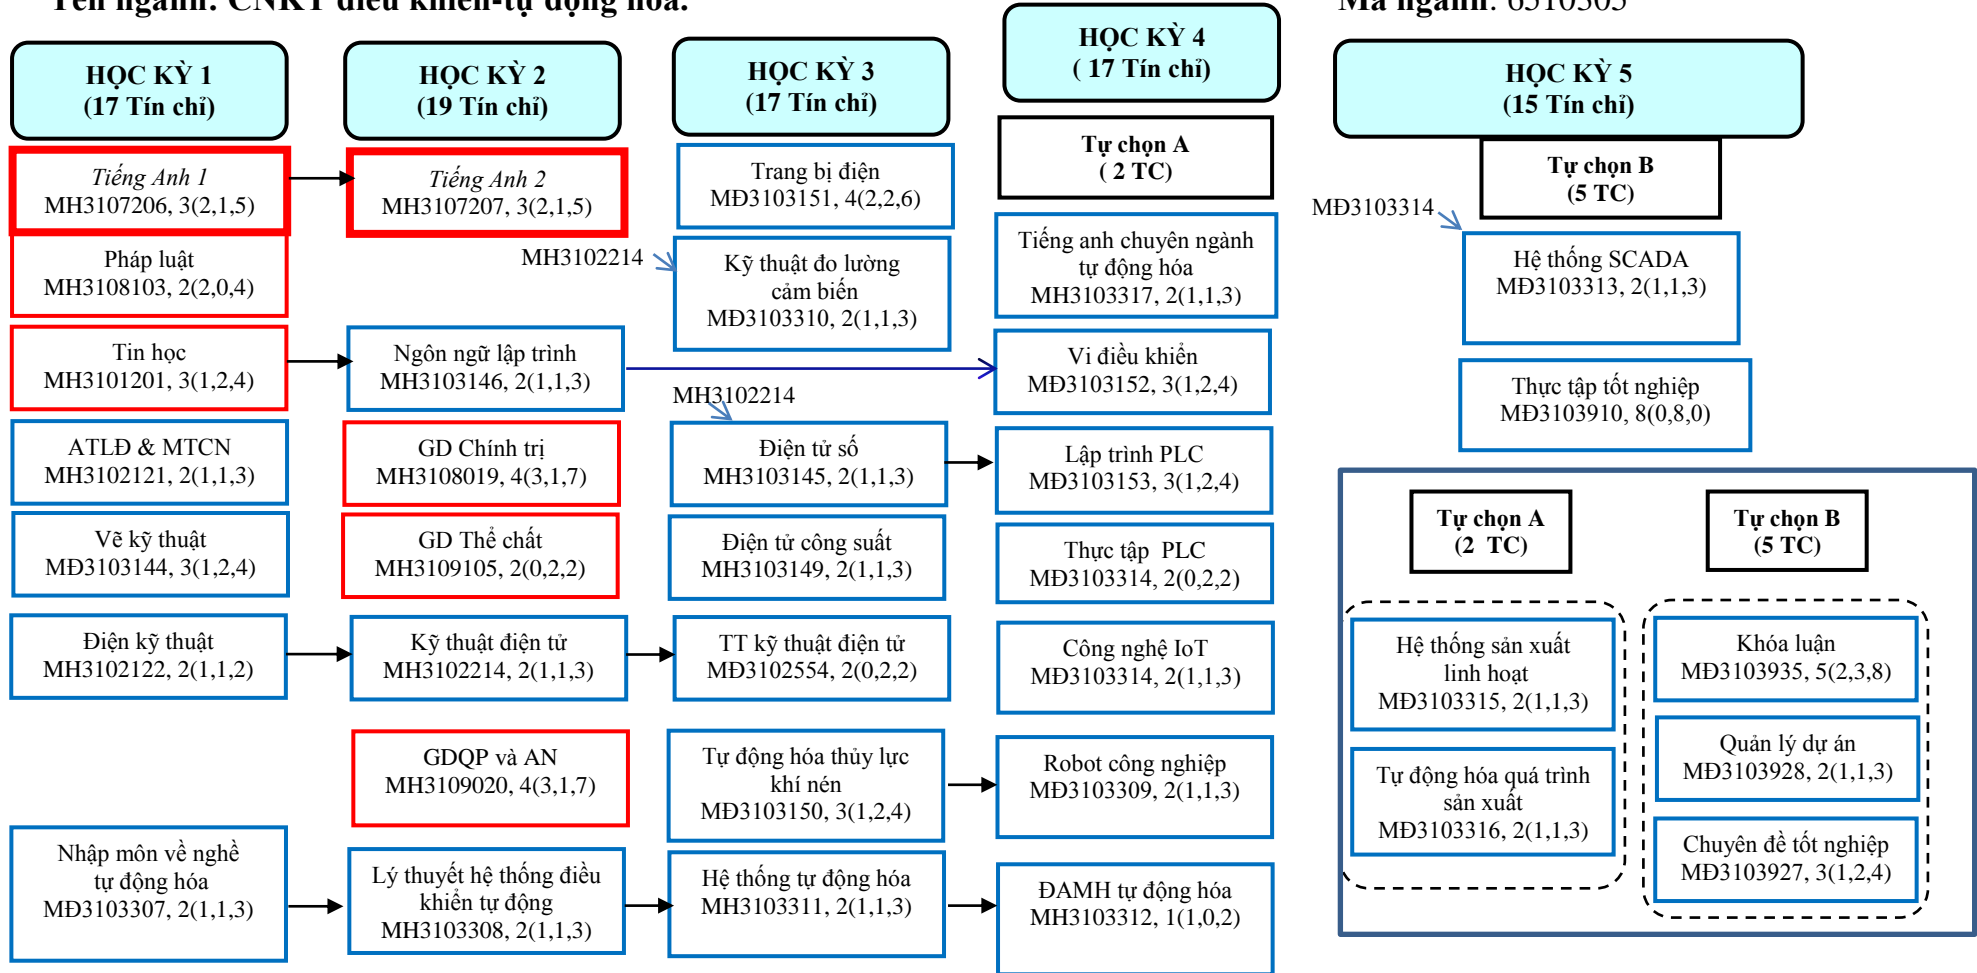 Tên ngành: CNKT điều khiển-tự động hóa.
Mã ngành: 6510305
HỌC KỲ 1
(17 Tín chỉ)
Tiếng Anh 1
MH3107206, 3(2,1,5)
Pháp luật
MH3108103, 2(2,0,4)
Tin học
MH3101201, 3(1,2,4)
ATLĐ & MTCN
MH3102121, 2(1,1,3)
Vẽ kỹ thuật
MĐ3103144, 3(1,2,4)
Điện kỹ thuật
MH3102122, 2(1,1,2)
Nhập môn về nghề
tự động hóa
MĐ3103307, 2(1,1,3)
HỌC KỲ 2
(19 Tín chỉ)
Tiếng Anh 2
MH3107207, 3(2,1,5)
Ngôn ngữ lập trình
MH3103146, 2(1,1,3)
GD Chính trị
MH3108019, 4(3,1,7)
GD Thể chất
MH3109105, 2(0,2,2)
Kỹ thuật điện tử
MH3102214, 2(1,1,3)
GDQP và AN
MH3109020, 4(3,1,7)
Lý thuyết hệ thống điều
khiển tự động
MH3103308, 2(1,1,3)
HỌC KỲ 3
(17 Tín chỉ)
Trang bị điện
MĐ3103151, 4(2,2,6)
MH3102214
Kỹ thuật đo lường
cảm biến
MĐ3103310, 2(1,1,3)
MH3102214
Điện tử số
MH3103145, 2(1,1,3)
Điện tử công suất
MH3103149, 2(1,1,3)
TT kỹ thuật điện tử
MĐ3102554, 2(0,2,2)
Tự động hóa thủy lực
khí nén
MĐ3103150, 3(1,2,4)
Hệ thống tự động hóa
MH3103311, 2(1,1,3)
HỌC KỲ 4
( 17 Tín chỉ)
Tự chọn A
( 2 TC)
Tiếng anh chuyên ngành
tự động hóa
MH3103317, 2(1,1,3)
Vi điều khiển
MĐ3103152, 3(1,2,4)
Lập trình PLC
MĐ3103153, 3(1,2,4)
Thực tập PLC
MĐ3103314, 2(0,2,2)
Công nghệ IoT
MĐ3103314, 2(1,1,3)
Robot công nghiệp
MĐ3103309, 2(1,1,3)
ĐAMH tự động hóa
MH3103312, 1(1,0,2)
HỌC KỲ 5
(15 Tín chỉ)
Tự chọn B
(5 TC)
MĐ3103314
Hệ thống SCADA
MĐ3103313, 2(1,1,3)
Thực tập tốt nghiệp
MĐ3103910, 8(0,8,0)
Tự chọn A
(2 TC)
Hệ thống sản xuất
linh hoạt
MĐ3103315, 2(1,1,3)
Tự động hóa quá trình
sản xuất
MĐ3103316, 2(1,1,3)
Tự chọn B
(5 TC)
Khóa luận
MĐ3103935, 5(2,3,8)
Quản lý dự án
MĐ3103928, 2(1,1,3)
Chuyên đề tốt nghiệp
MĐ3103927, 3(1,2,4)